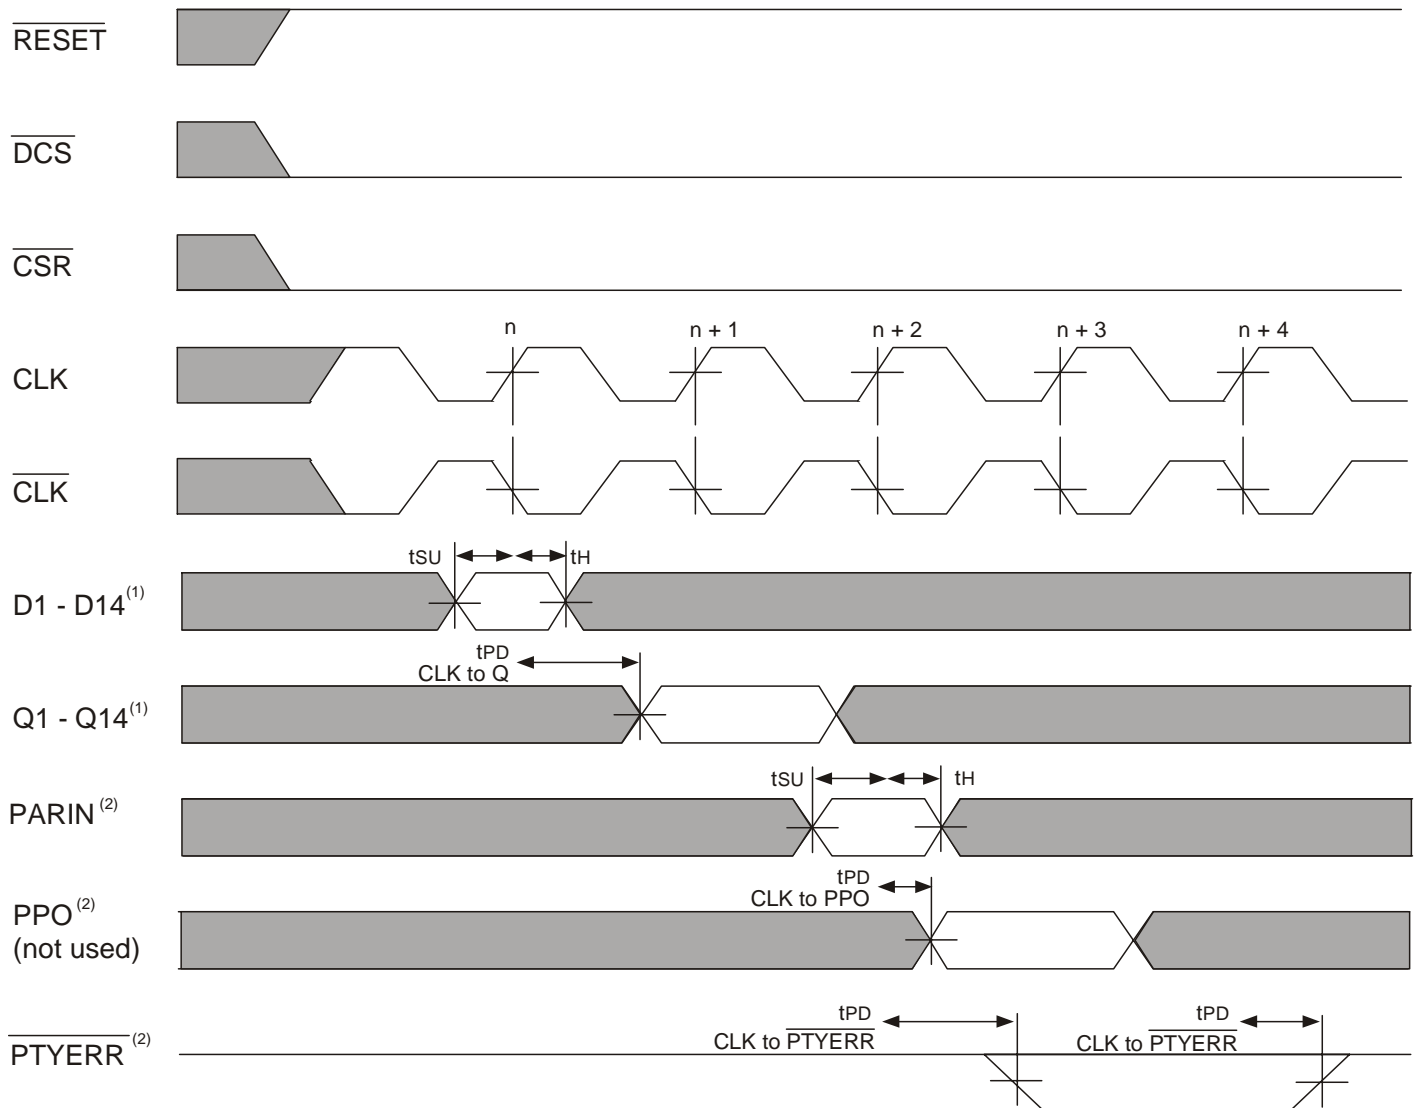 RESET
DCS
CSR
n
n + 1
n + 2
n + 3
n + 4
CLK
CLK
tSU
tH
D1 - D14(1)
tPD
CLK to Q
Q1 - Q14(1)
tSU
tH
PARIN(2)
tPD
CLK to PPO
PPO(2)
(not used)
tPD
CLK to PTYERR
tPD
CLK to PTYERR
PTYERR(2)